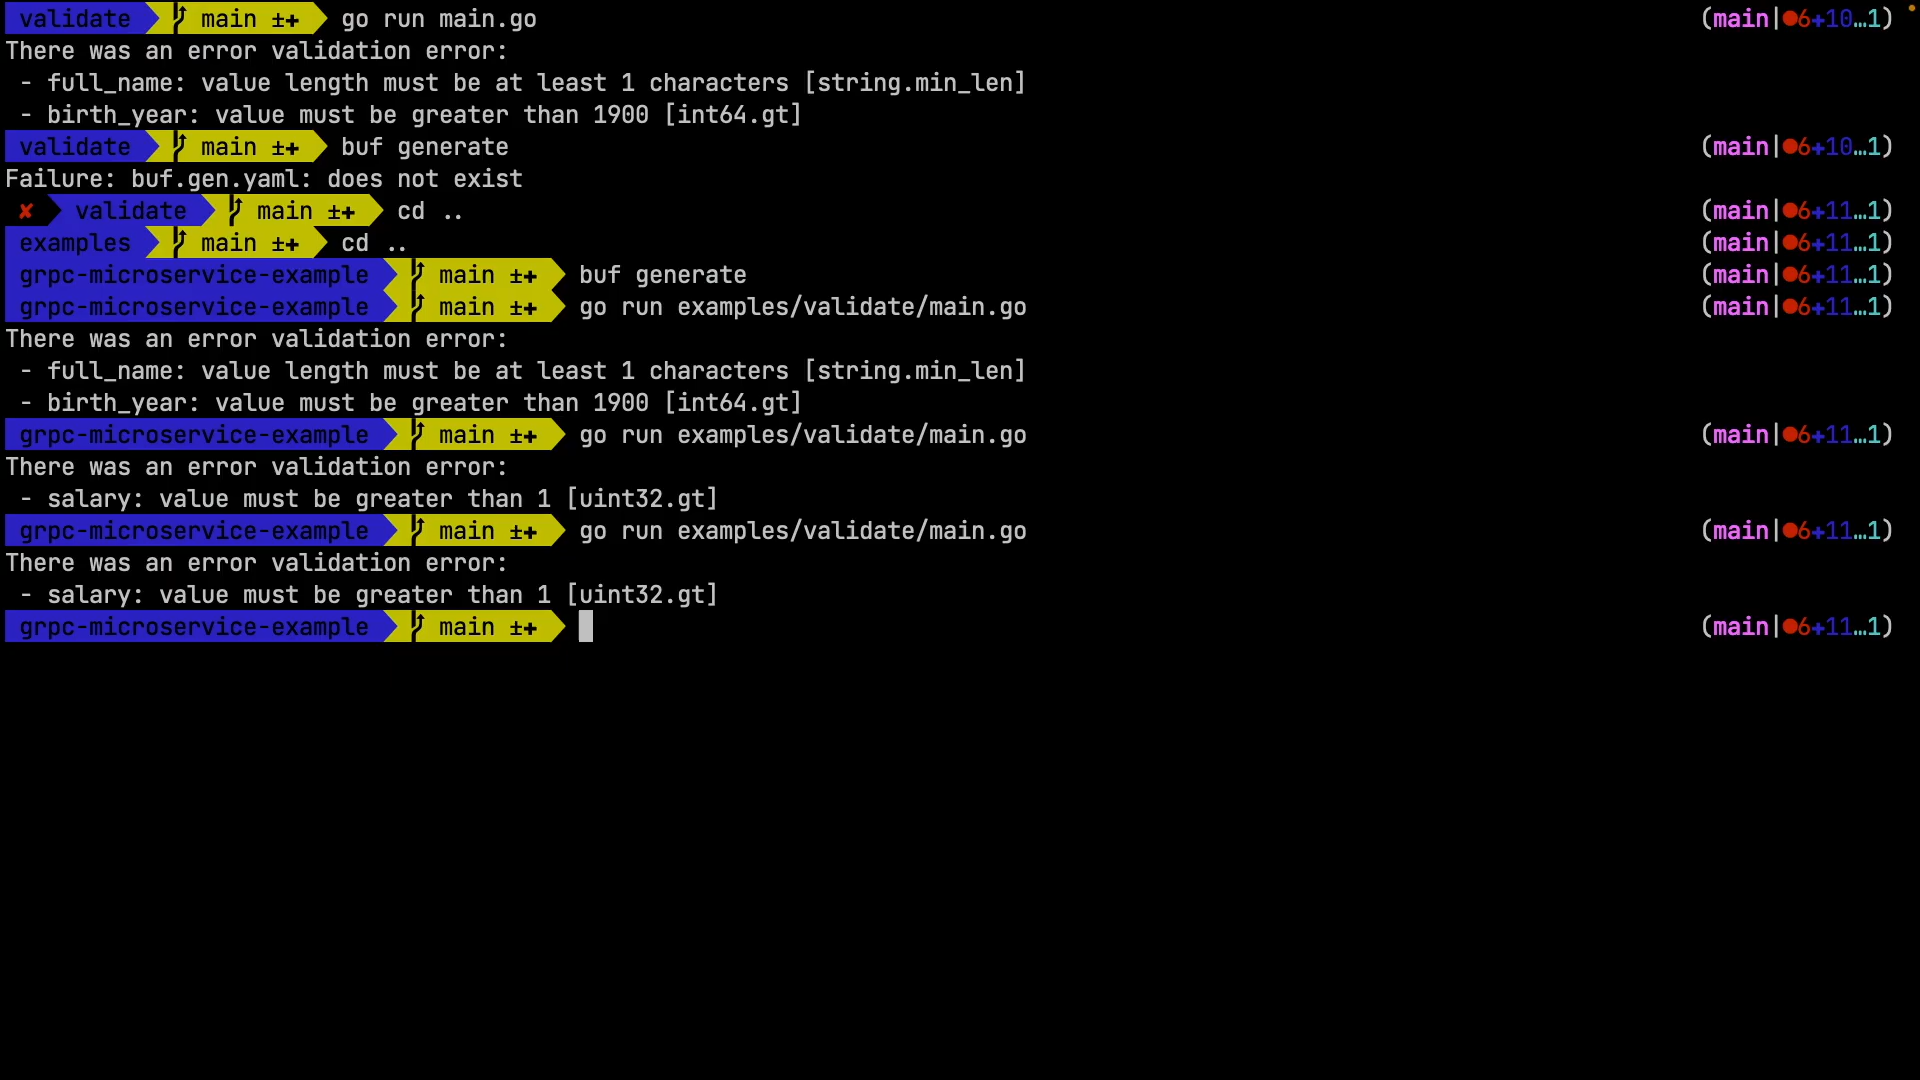 validate main ±+ go run main.go (main|●6+10…1)
There was an error validation error:
 - full_name: value length must be at least 1 characters [string.min_len]
 - birth_year: value must be greater than 1900 [int64.gt]
validate main ±+ buf generate (main|●6+10…1)
Failure: buf.gen.yaml: does not exist
✘ validate main ±+ cd .. (main|●6+11…1)
examples main ±+ cd .. (main|●6+11…1)
grpc-microservice-example main ±+ buf generate (main|●6+11…1)
grpc-microservice-example main ±+ go run examples/validate/main.go (main|●6+11…1)
There was an error validation error:
 - full_name: value length must be at least 1 characters [string.min_len]
 - birth_year: value must be greater than 1900 [int64.gt]
grpc-microservice-example main ±+ go run examples/validate/main.go (main|●6+11…1)
There was an error validation error:
 - salary: value must be greater than 1 [uint32.gt]
grpc-microservice-example main ±+ go run examples/validate/main.go (main|●6+11…1)
There was an error validation error:
 - salary: value must be greater than 1 [uint32.gt]
grpc-microservice-example main ±+ (main|●6+11…1)